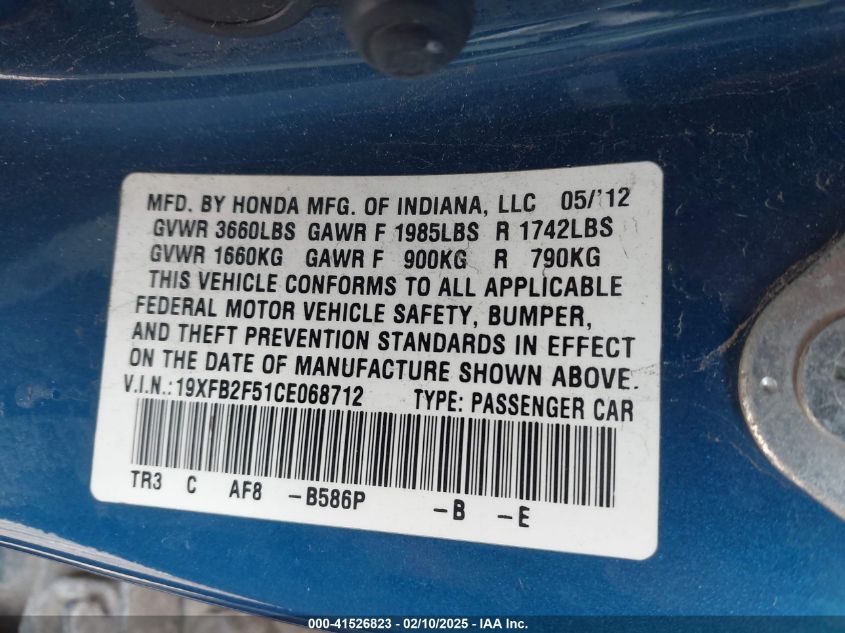 MFD. BY HONDA MFG. OF INDIANA, LLC 05/'12
GVWR 3660LBS GAWR F 1985LBS R 1742LBS
GVWR 1660KG GAWR F 900KG R 790KG
THIS VEHICLE CONFORMS TO ALL APPLICABLE
FEDERAL MOTOR VEHICLE SAFETY, BUMPER,
AND THEFT PREVENTION STANDARDS IN EFFECT
ON THE DATE OF MANUFACTURE SHOWN ABOVE.
V.I.N.:19XFB2F51CE068712 TYPE: PASSENGER CAR
TR3 C AF8 -B586P -B -E
000-41526823 - 02/10/2025 - IAA Inc.